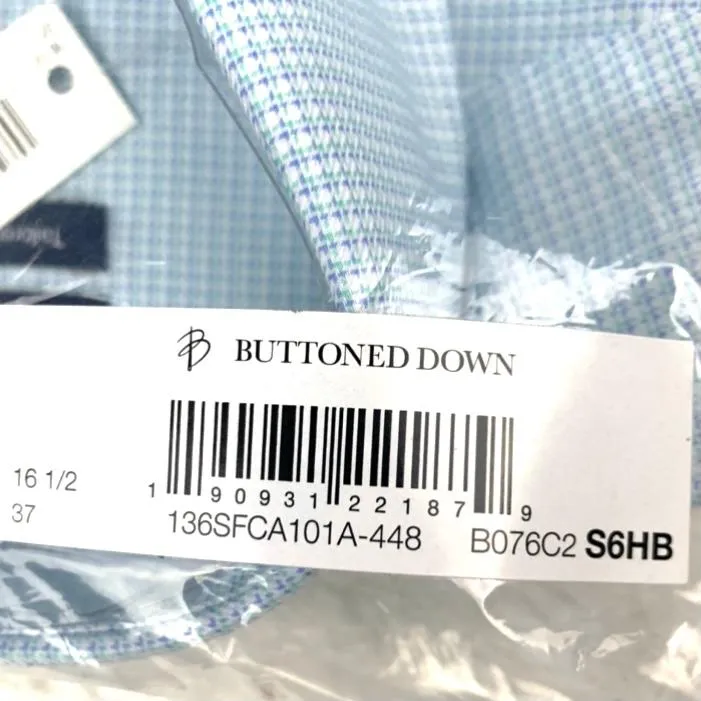 BUTTONED DOWN
16 1/2
37
1 90931 22187 9
136SFCA101A-448 B076C2 S6HB